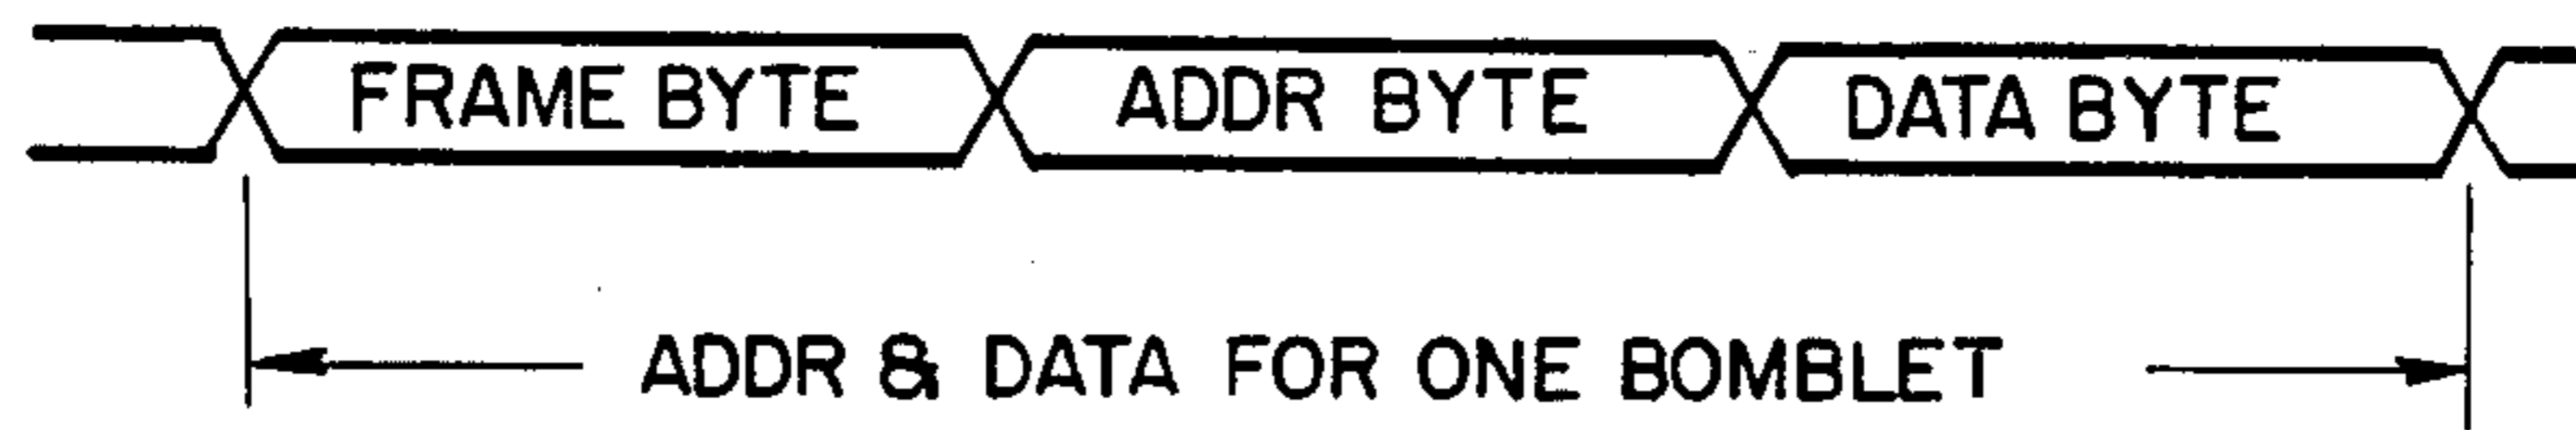 FRAME BYTE ADDR BYTE DATA BYTE
ADDR & DATA FOR ONE BOMBLET